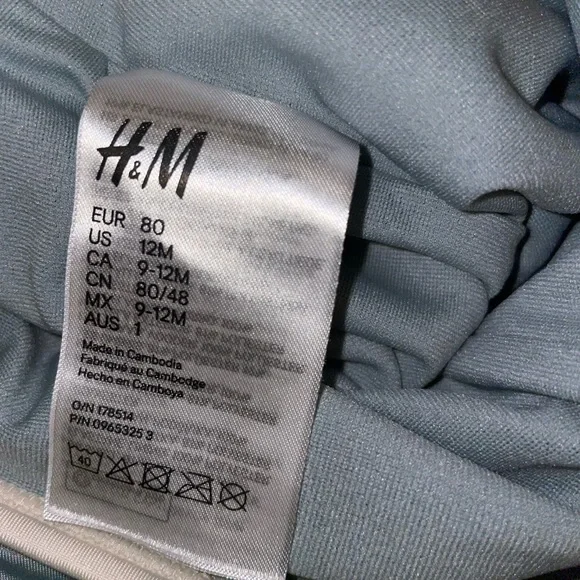 H&M
EUR 80
US 12M
CA 9-12M
CN 80/48
MX 9-12M
AUS 1
Made in Cambodia
Fabriqué au Cambodge
Hecho en Camboya
O/N 178514
P/N 0965325 3
40